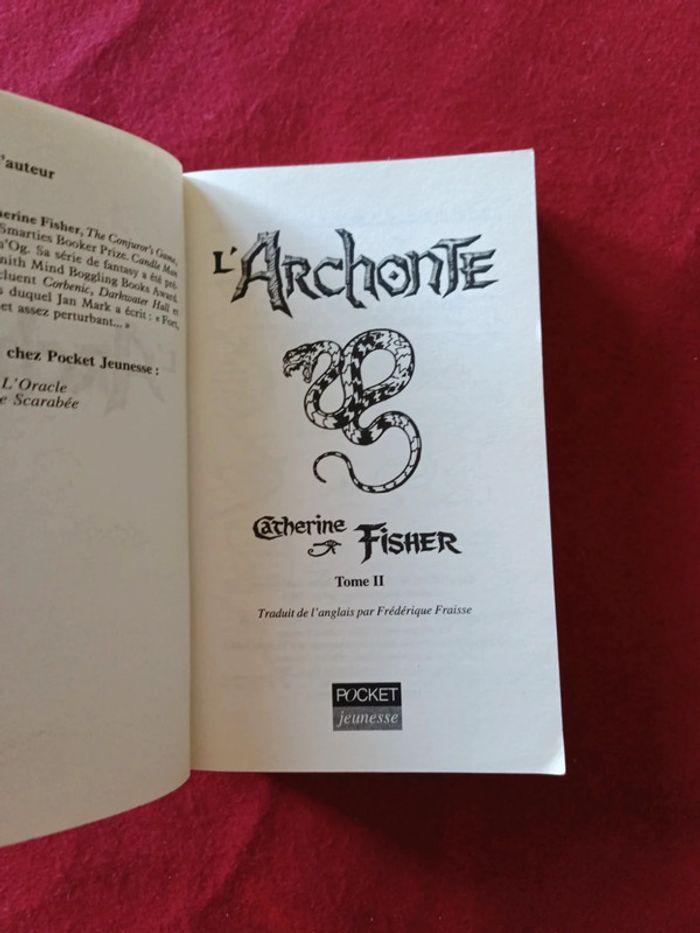 'auteur
herine Fisher, The Conjuror's Game,
Smarties Booker Prize. Candle Man
n'Og. Sa série de fantasy a été pré-
nith Mind Boggling Books Award.
cluent Corbenic, Darkwater Hall et
s duquel Jan Mark a écrit : « Fort,
et assez perturbant... »
chez Pocket Jeunesse :
L'Oracle
e Scarabée
L'ARCHONTE
Catherine FISHER
Tome II
Traduit de l'anglais par Frédérique Fraisse
POCKET
jeunesse